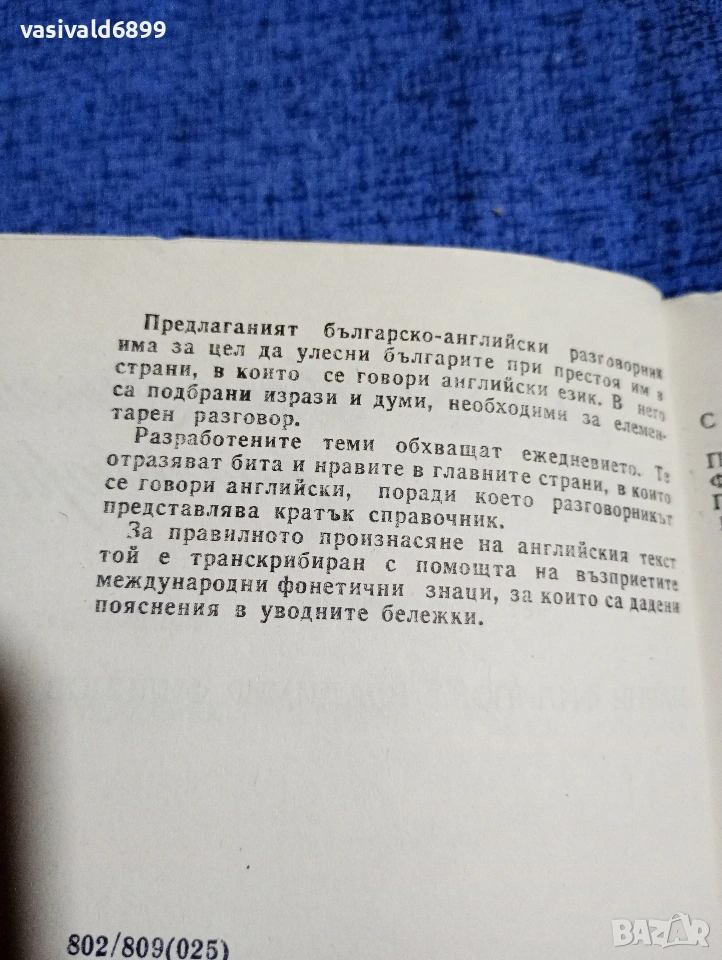 vasivald6899
Предлаганият българско-английски разговорник
има за цел да улесни българите при престоя им в
страни, в които се говори английски език. В него
са подбрани изрази и думи, необходими за елемен-
тарен разговор.
Разработените теми обхващат ежедневието. Те
отразяват бита и нравите в главните страни, в които
се говори английски, поради което разговорникът
представлява кратък справочник.
За правилното произнасяне на английския текст
той е транскрибиран с помощта на възприетите
международни фонетични знаци, за които са дадени
пояснения в уводните бележки.
802/809(025)
BAZAR